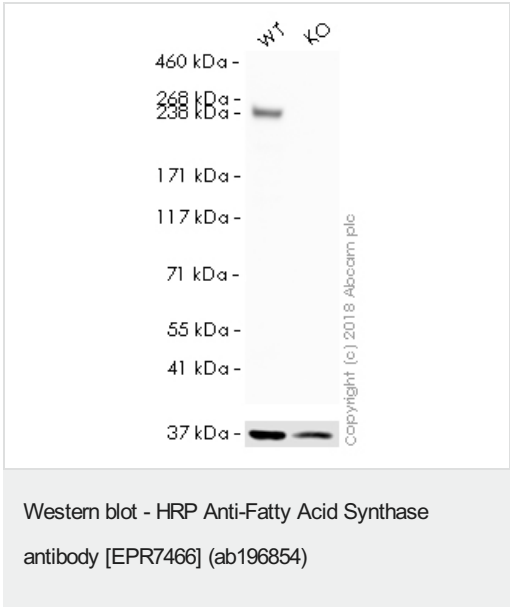 WT KO
460 kDa -
268 kDa -
238 kDa -
171 kDa -
117 kDa -
71 kDa -
55 kDa -
41 kDa -
37 kDa -
Copyright (c) 2018 Abcam plc
Western blot - HRP Anti-Fatty Acid Synthase
antibody [EPR7466] (ab196854)